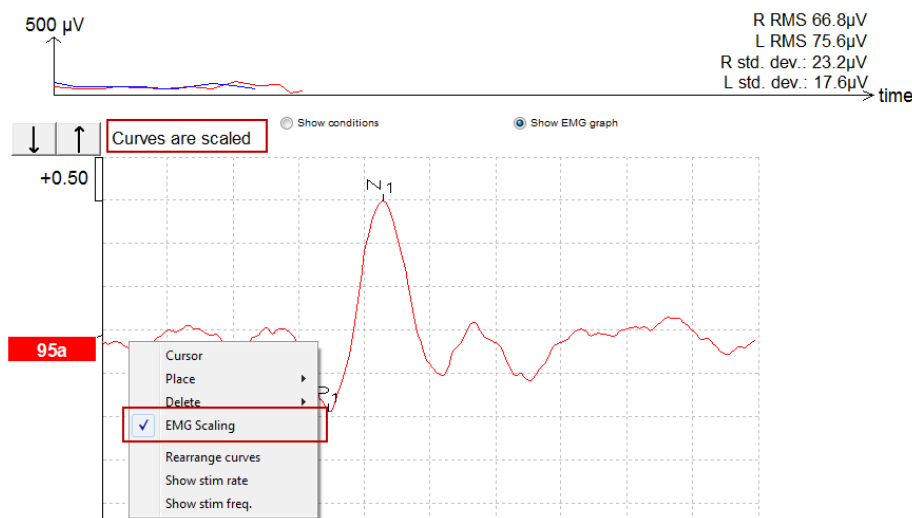 500 µV
R RMS 66.8µV
L RMS 75.6µV
R std. dev.: 23.2µV
L std. dev.: 17.6µV
time
Show conditions
Show EMG graph
Curves are scaled
+0.50
N1
95a
Cursor
Place
Delete
P1
EMG Scaling
Rearrange curves
Show stim rate
Show stim freq.